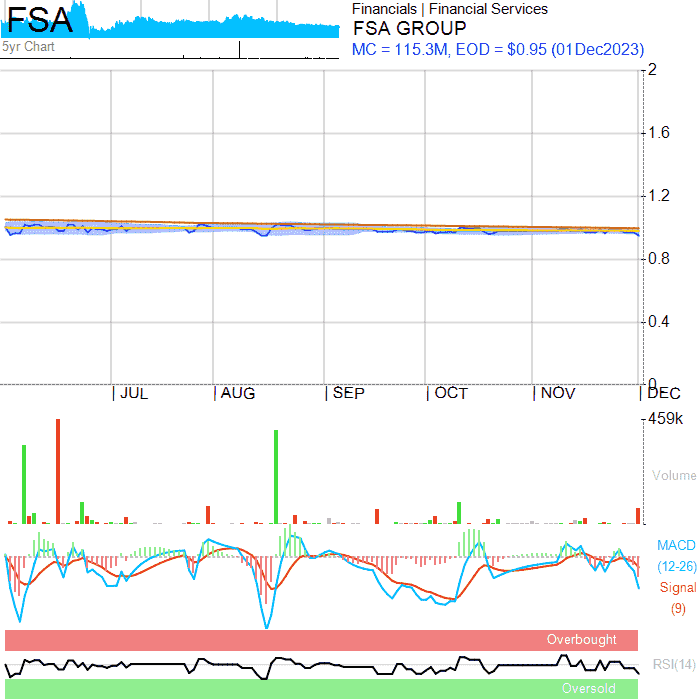 FSA
5yr Chart
Financials | Financial Services
FSA GROUP
MC = 115.3M, EOD = $0.95 (01Dec2023)
2
1.6
1.2
0.8
0.4
0
JUL
AUG
SEP
OCT
NOV
DEC
459k
Volume
MACD
(12-26)
Signal
(9)
Overbought
RSI(14)
Oversold